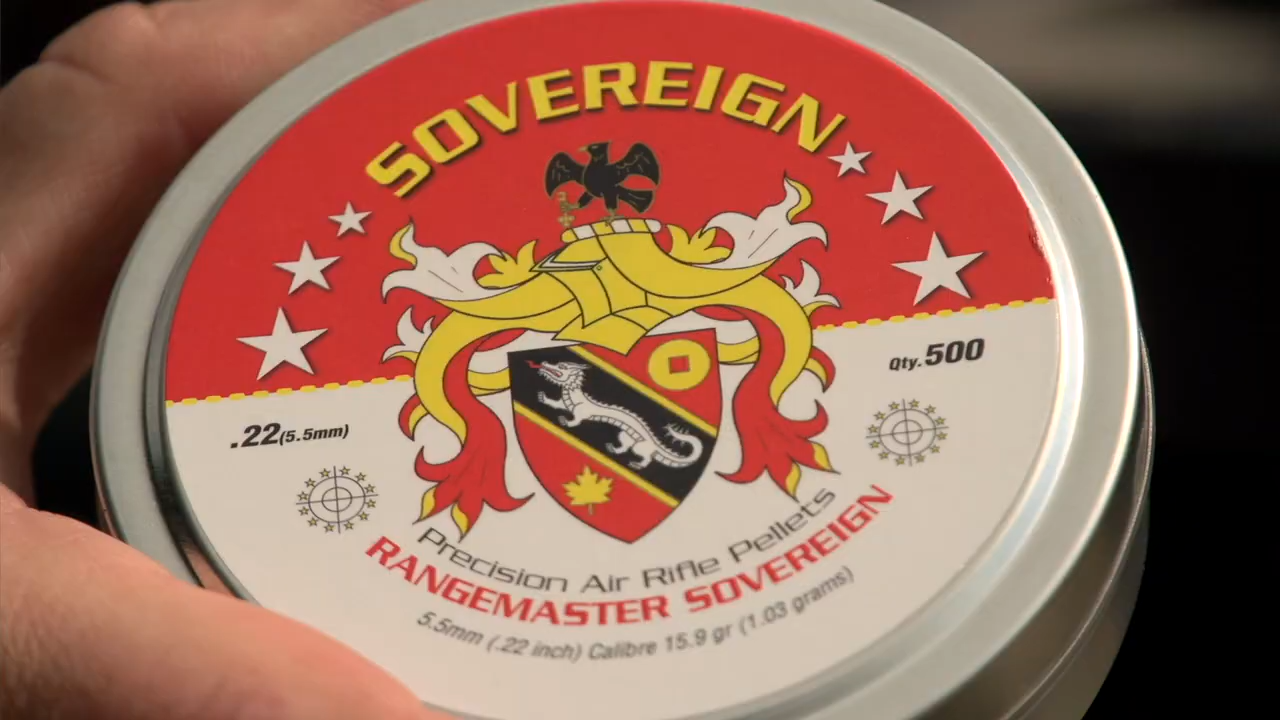 SOVEREIGN
.22(5.5mm)
Qty.500
Precision Air Rifle Pellets
RANGEMASTER SOVEREIGN
5.5mm (.22 inch) Calibre 15.9 gr (1.03 grams)